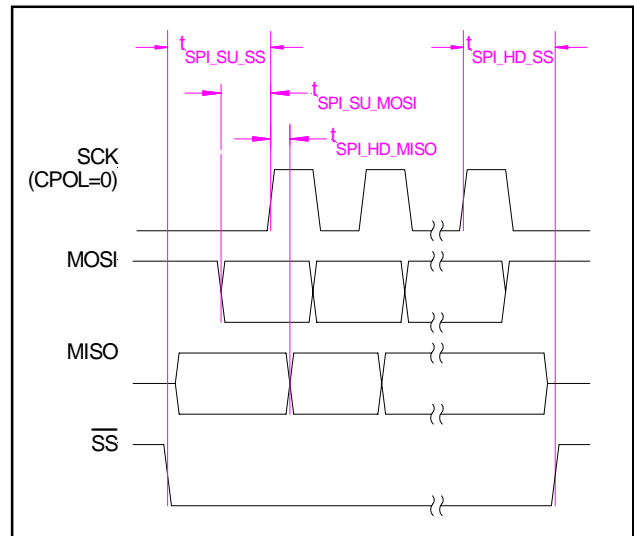 tSPI_SU_SS
tSPI_HD_SS
tSPI_SU_MOSI
tSPI_HD_MISO
SCK
(CPOL=0)
MOSI
MISO
SS